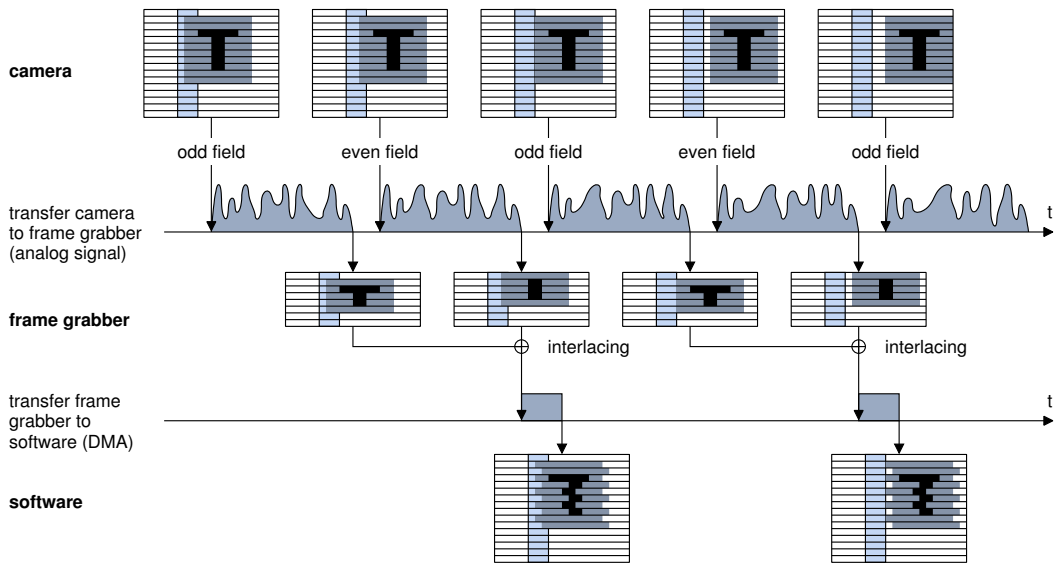 camera
odd field
even field
odd field
even field
odd field
transfer camera
to frame grabber
(analog signal)
t
frame grabber
interlacing
interlacing
transfer frame
grabber to
software (DMA)
t
software